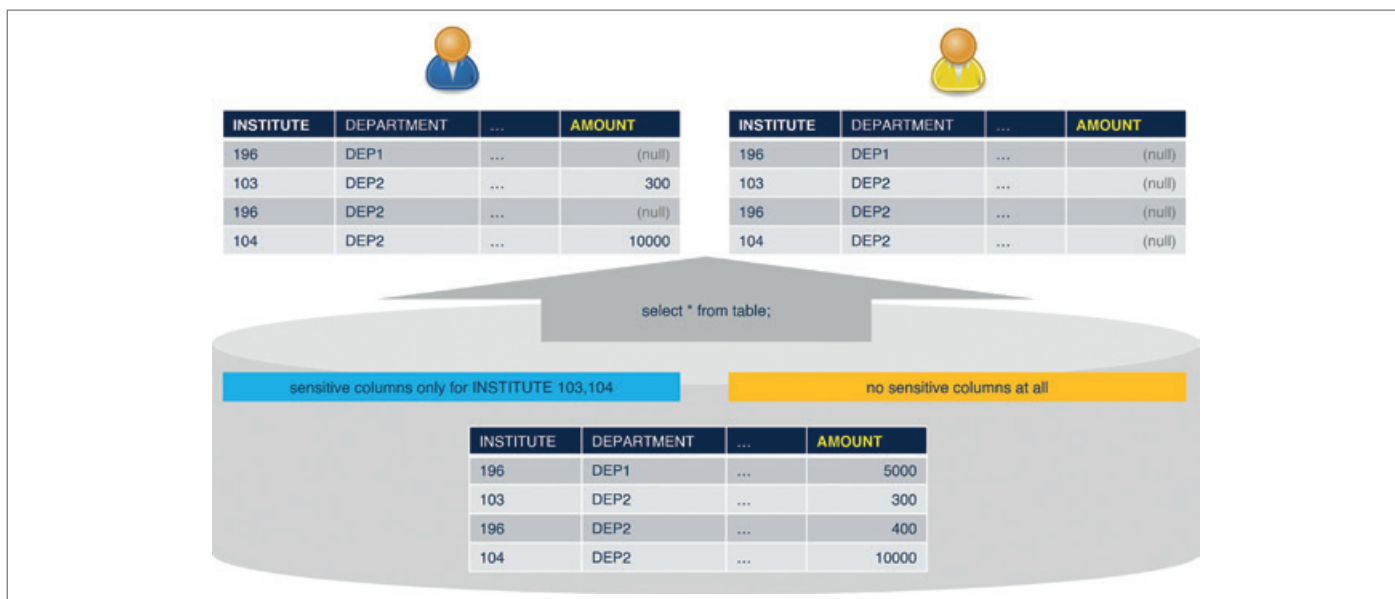 INSTITUTE DEPARTMENT ... AMOUNT
196 DEP1 ... (null)
103 DEP2 ... 300
196 DEP2 ... (null)
104 DEP2 ... 10000
INSTITUTE DEPARTMENT ... AMOUNT
196 DEP1 ... (null)
103 DEP2 ... (null)
196 DEP2 ... (null)
104 DEP2 ... (null)
select * from table;
sensitive columns only for INSTITUTE 103,104
no sensitive columns at all
INSTITUTE DEPARTMENT ... AMOUNT
196 DEP1 ... 5000
103 DEP2 ... 300
196 DEP2 ... 400
104 DEP2 ... 10000